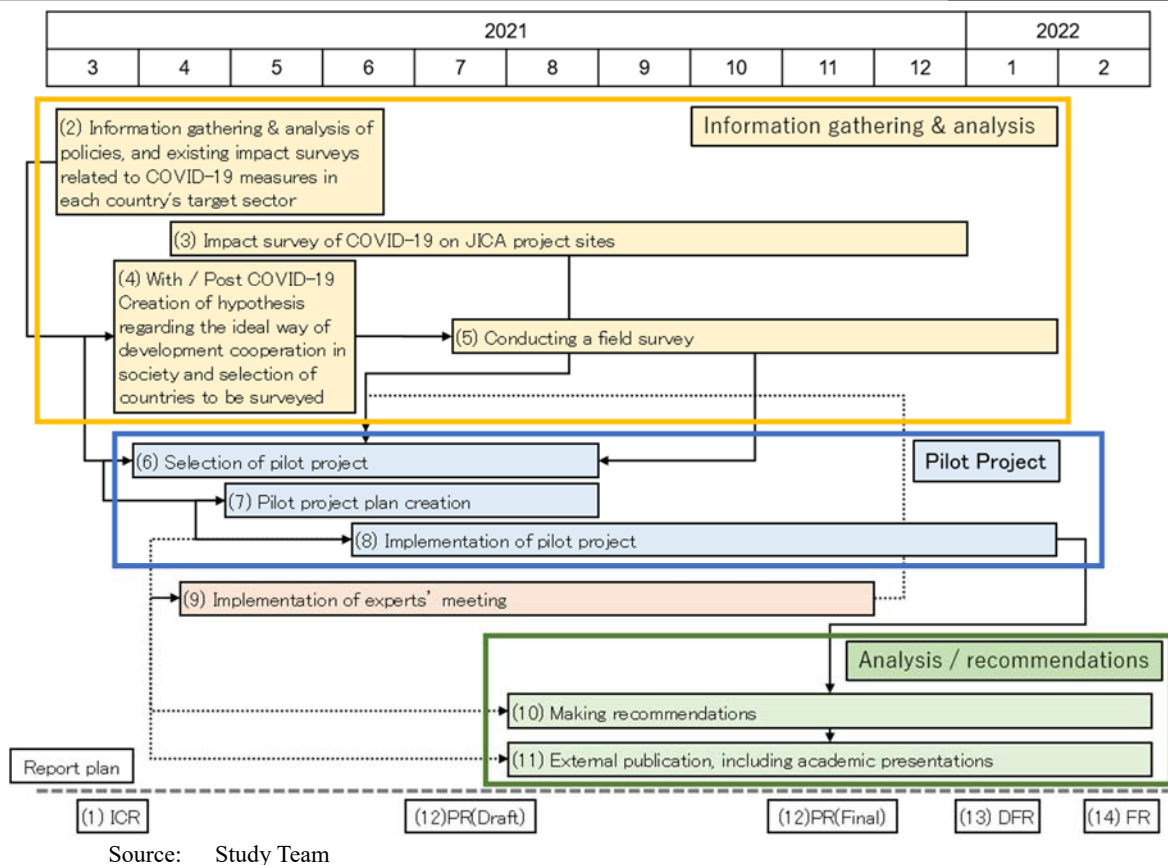 2021
2022
3 4 5 6 7 8 9 10 11 12 1 2
Information gathering & analysis
(2) Information gathering & analysis of
policies, and existing impact surveys
related to COVID-19 measures in
each country's target sector
(3) Impact survey of COVID-19 on JICA project sites
(4) With / Post COVID-19
Creation of hypothesis
regarding the ideal way of
development cooperation in
society and selection of
countries to be surveyed
(5) Conducting a field survey
(6) Selection of pilot project
Pilot Project
(7) Pilot project plan creation
(8) Implementation of pilot project
(9) Implementation of experts' meeting
Analysis / recommendations
(10) Making recommendations
(11) External publication, including academic presentations
Report plan
(1) ICR
(12)PR(Draft)
(12)PR(Final)
(13) DFR
(14) FR
Source: Study Team